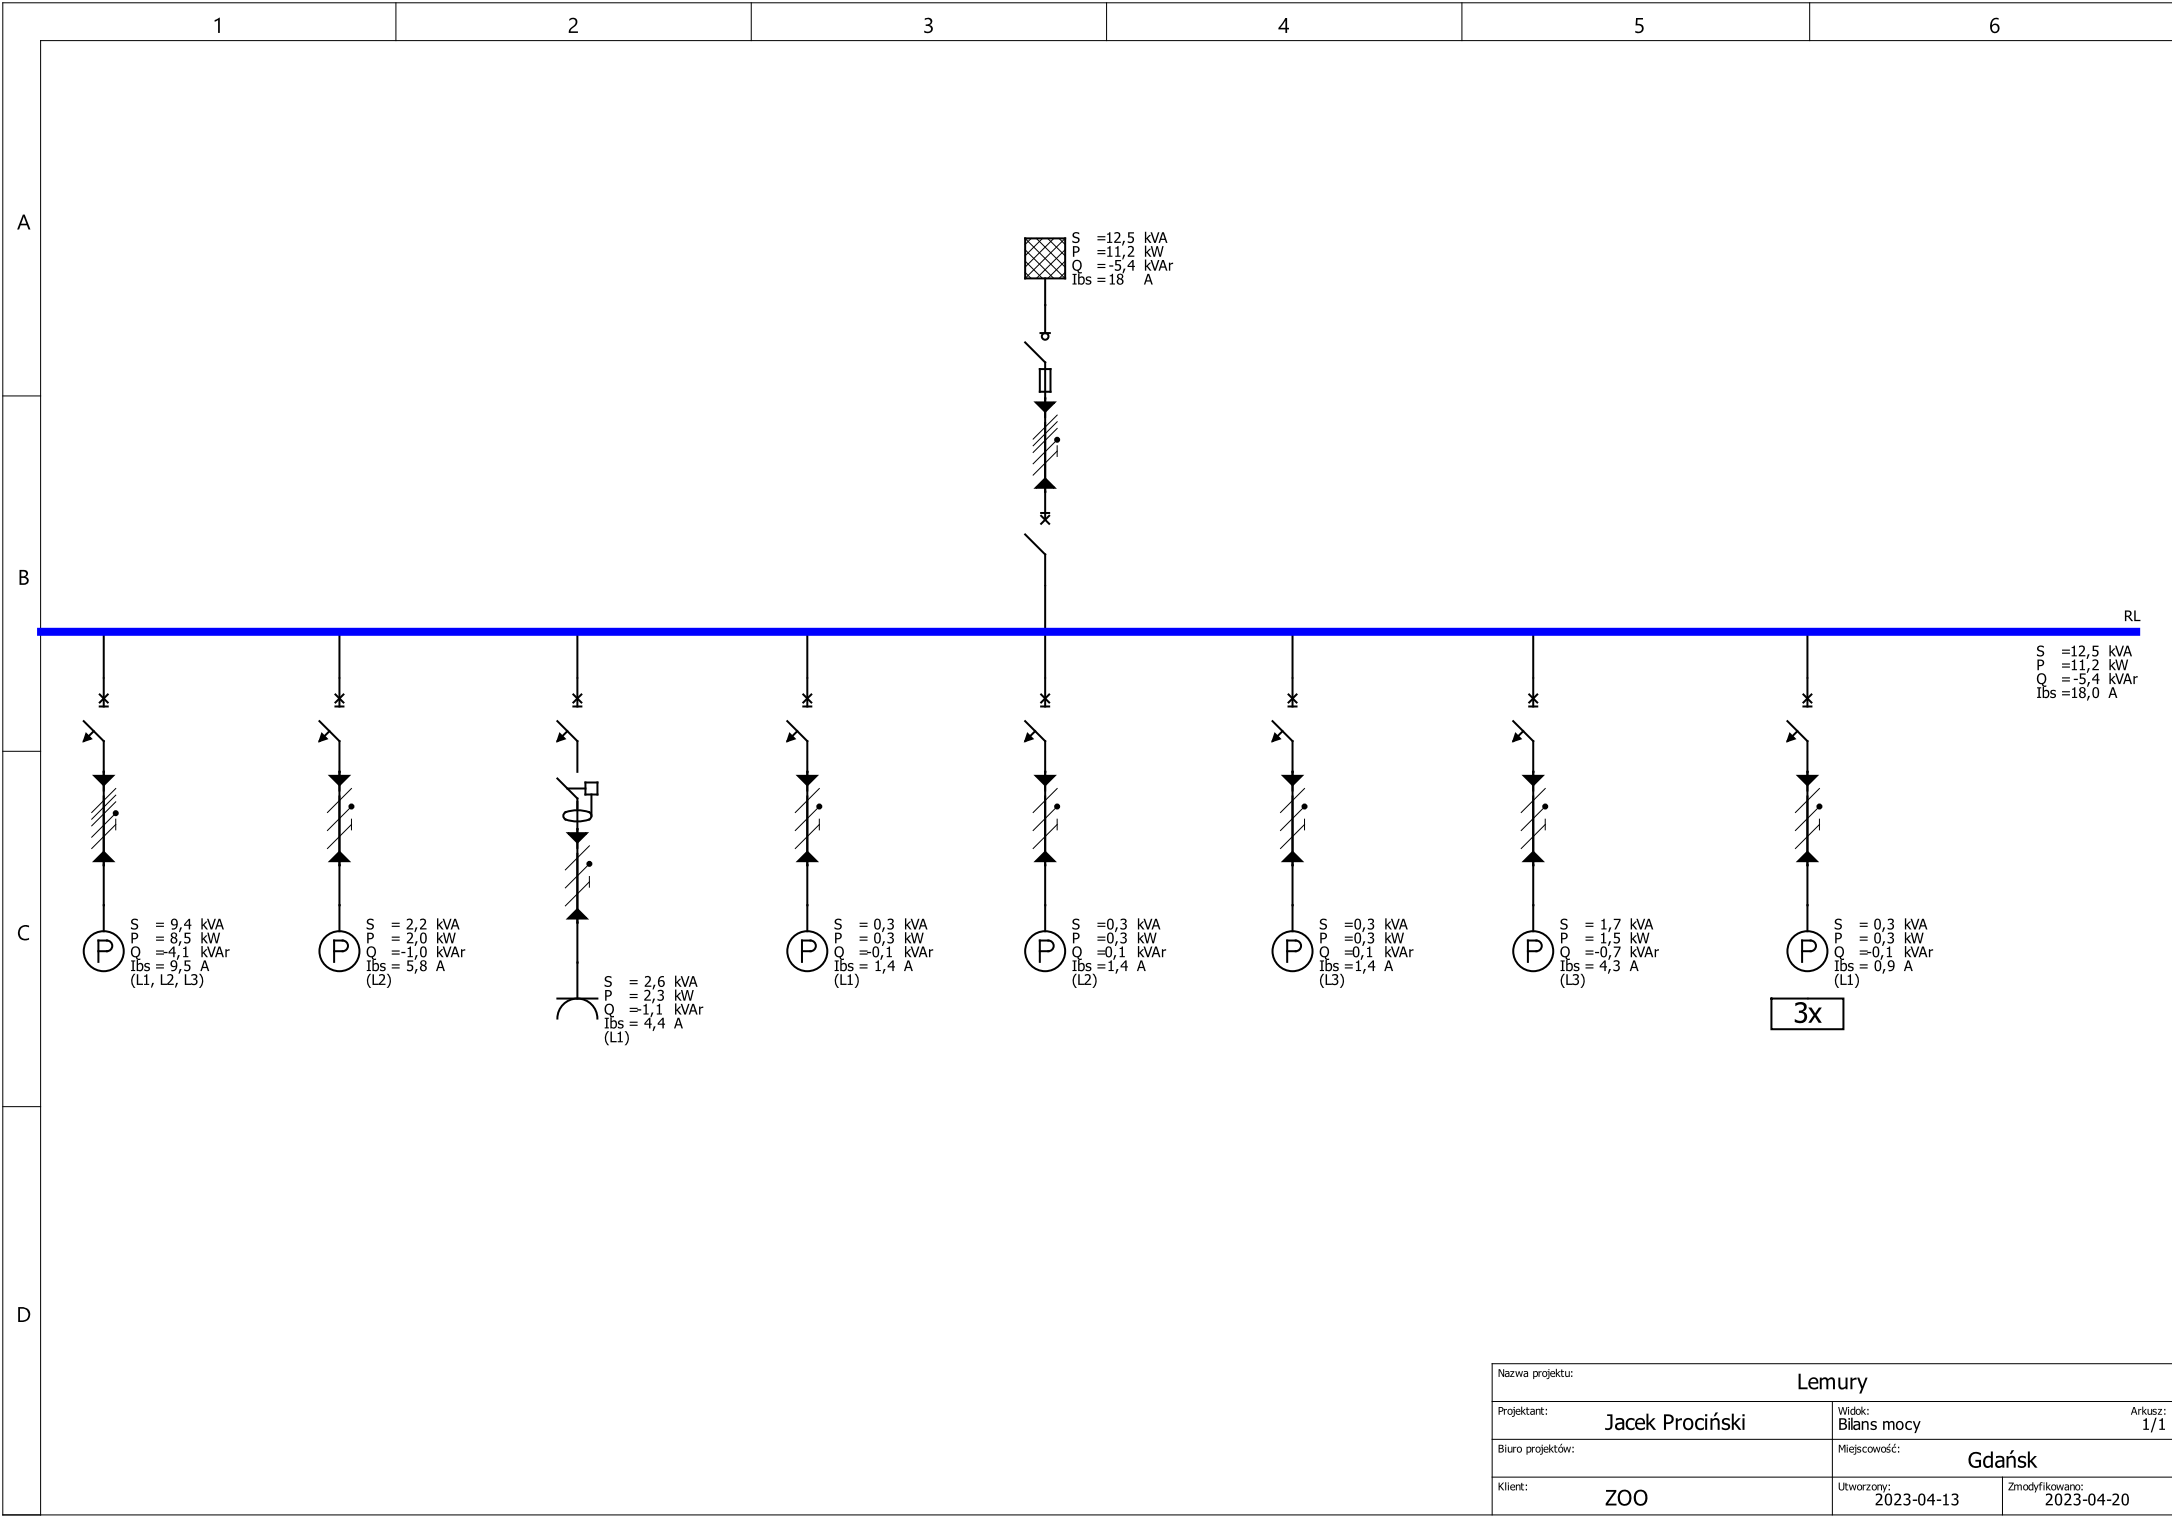 1 2 3 4 5 6
A
S =12,5 kVA
P =11,2 kW
Q =-5,4 kVAr
Ibs =18 A
B
RL
S =12,5 kVA
P =11,2 kW
Q =-5,4 kVAr
Ibs =18,0 A
C
S = 9,4 kVA
P = 8,5 kW
Q =-4,1 kVAr
Ibs = 9,5 A
(L1, L2, L3)
P
S = 2,2 kVA
P = 2,0 kW
Q =-1,0 kVAr
Ibs = 5,8 A
(L2)
P
S = 2,6 kVA
P = 2,3 kW
Q =-1,1 kVAr
Ibs = 4,4 A
(L1)
S = 0,3 kVA
P = 0,3 kW
Q =-0,1 kVAr
Ibs = 1,4 A
(L1)
P
S =0,3 kVA
P =0,3 kW
Q =0,1 kVAr
Ibs =1,4 A
(L2)
P
S =0,3 kVA
P =0,3 kW
Q =0,1 kVAr
Ibs =1,4 A
(L3)
P
S = 1,7 kVA
P = 1,5 kW
Q =-0,7 kVAr
Ibs = 4,3 A
(L3)
P
S = 0,3 kVA
P = 0,3 kW
Q =-0,1 kVAr
Ibs = 0,9 A
(L1)
P
3x
D
Nazwa projektu:
Lemury
Projektant:
Jacek Prociński
Widok:
Bilans mocy
Arkusz:
1/1
Biuro projektów:
Miejscowość:
Gdańsk
Klient:
ZOO
Utworzony:
2023-04-13
Zmodyfikowano:
2023-04-20